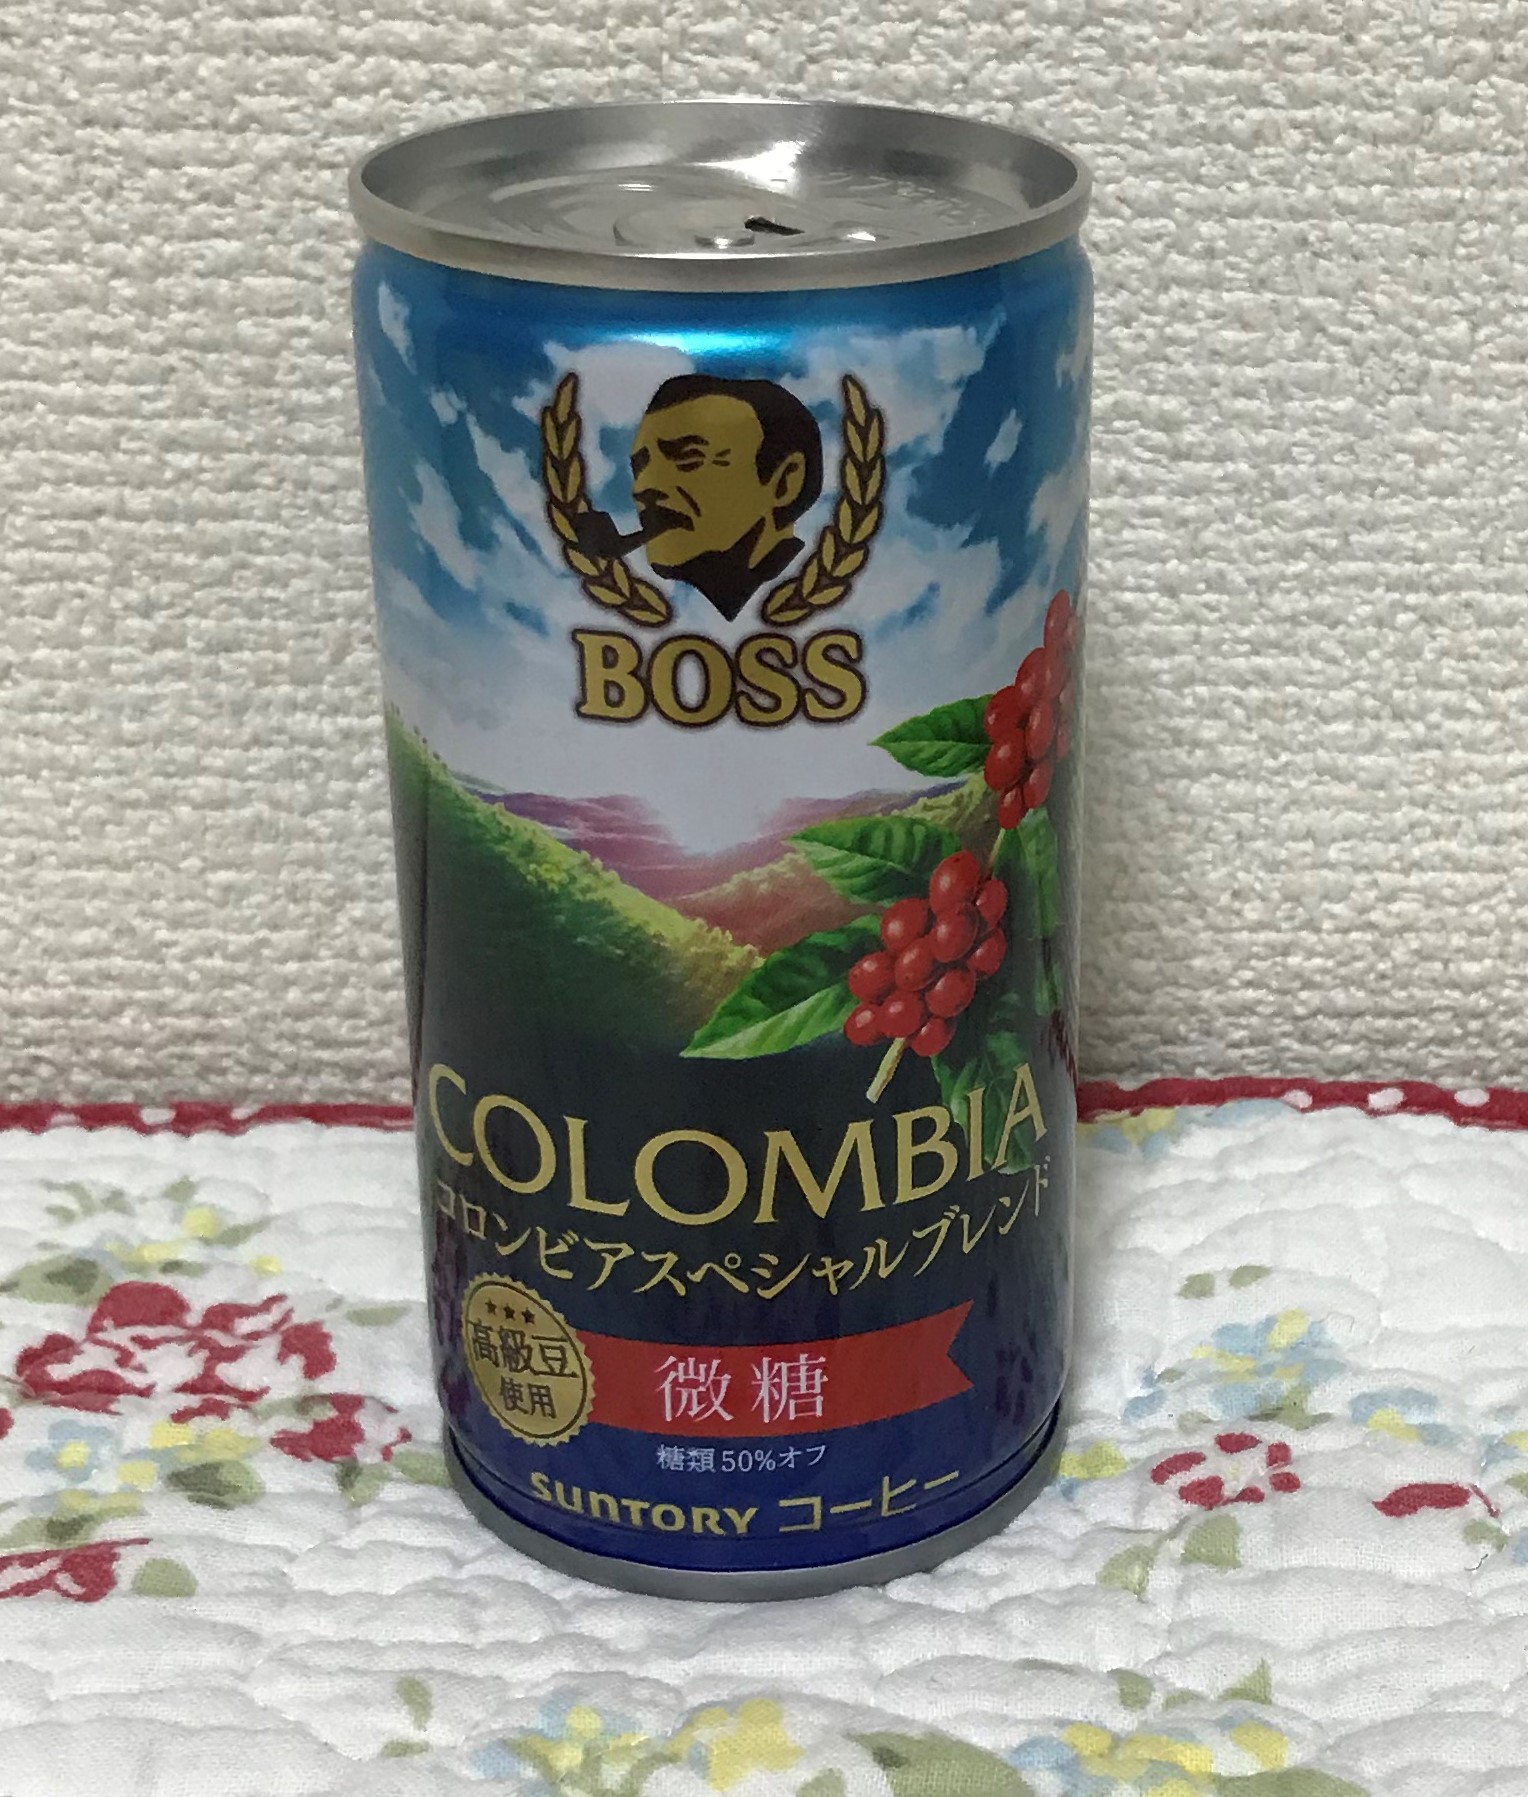 BOSS
COLOMBIA
コロンビアスペシャルブレンド
高級豆
使用
微糖
糖類50%オフ
SUNTORY コーヒー